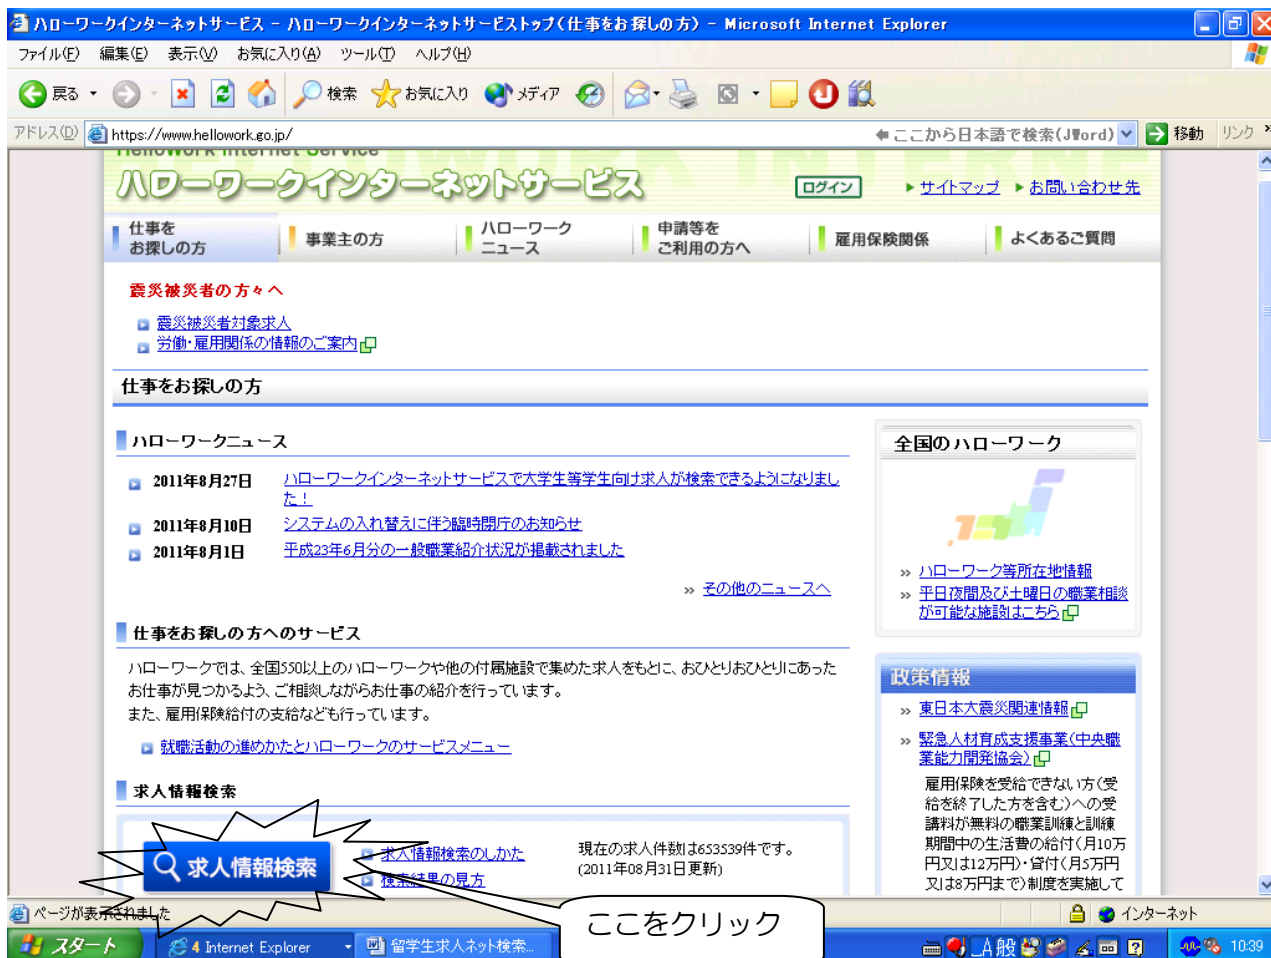 ハローワークインターネットサービス - ハローワークインターネットサービストップ(仕事をお探しの方) - Microsoft Internet Explorer
ファイル(F) 編集(E) 表示(V) お気に入り(A) ツール(T) ヘルプ(H)
戻る 検索 お気に入り メディア
アドレス(D) https://www.hellowork.go.jp/ ここから日本語で検索(JWord) 移動 リンク
HelloWork Internet Service
ハローワークインターネットサービス
ログイン サイトマップ お問い合わせ先
仕事を
お探しの方
事業主の方
ハローワーク
ニュース
申請等を
ご利用の方へ
雇用保険関係
よくあるご質問
震災被災者の方々へ
震災被災者対象求人
労働・雇用関係の情報のご案内
仕事をお探しの方
ハローワークニュース
2011年8月27日 ハローワークインターネットサービスで大学生等学生向け求人が検索できるようになりまし
た!
2011年8月10日 システムの入れ替えに伴う臨時閉庁のお知らせ
2011年8月1日 平成23年6月分の一般職業紹介状況が掲載されました
» その他のニュースへ
仕事をお探しの方へのサービス
ハローワークでは、全国550以上のハローワークや他の付属施設で集めた求人をもとに、おひとりおひとりにあった
お仕事が見つかるよう、ご相談しながらお仕事の紹介を行っています。
また、雇用保険給付の支給なども行っています。
就職活動の進めかたとハローワークのサービスメニュー
求人情報検索
求人情報検索
求人情報検索のしかた
検索結果の見方
現在の求人件数は653539件です。
(2011年08月31日更新)
全国のハローワーク
» ハローワーク等所在地情報
» 平日夜間及び土曜日の職業相談
が可能な施設はこちら
政策情報
» 東日本大震災関連情報
» 緊急人材育成支援事業(中央職
業能力開発協会)
雇用保険を受給できない方(受
給を終了した方を含む)への受
講料が無料の職業訓練と訓練
期間中の生活費の給付(月10万
円又は12万円)・貸付(月5万円
又は8万円まで)制度を実施して
ここをクリック
ページが表示されました インターネット
スタート 4 Internet Explorer 留学生求人ネット検索... A 般 10:39